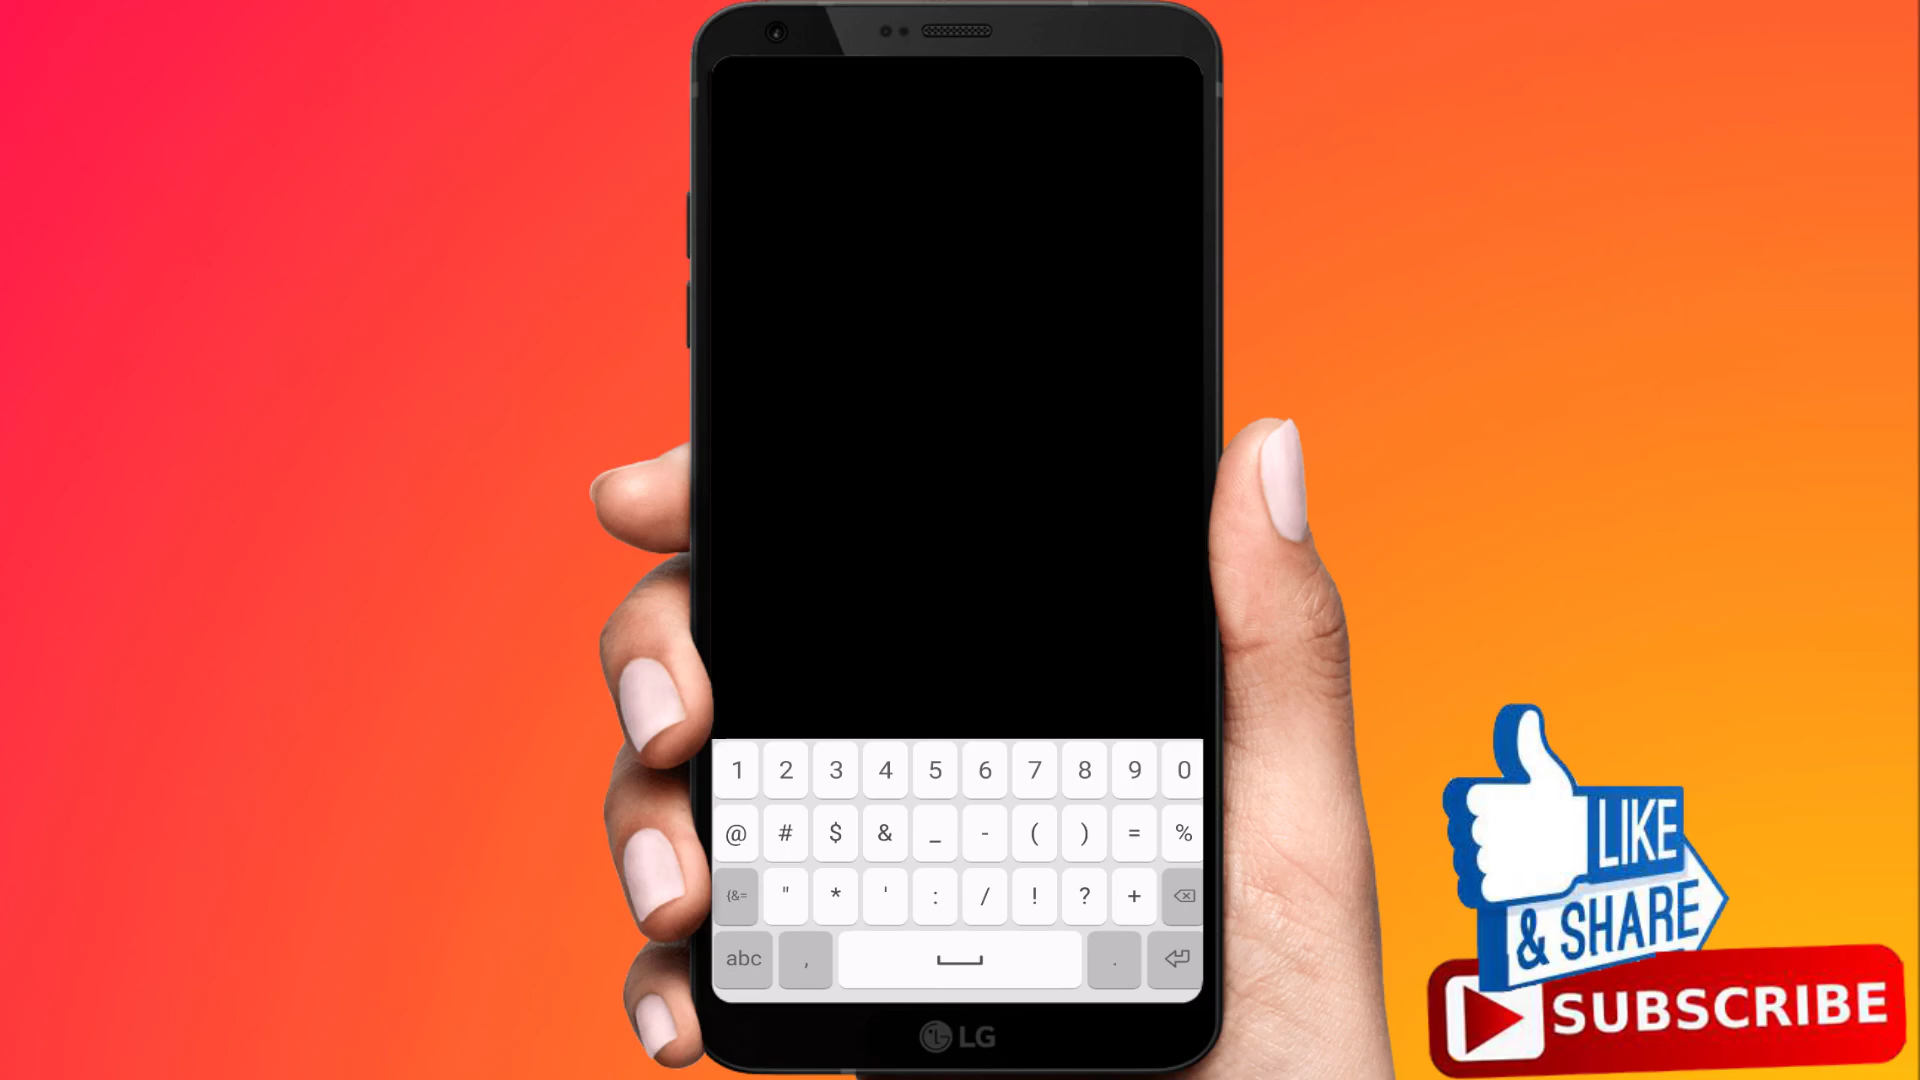 1 2 3 4 5 6 7 8 9 0
@ # $ & _ - ( ) = %
{&= " * ' : / ! ? +
abc , .
LG
LIKE
& SHARE
SUBSCRIBE